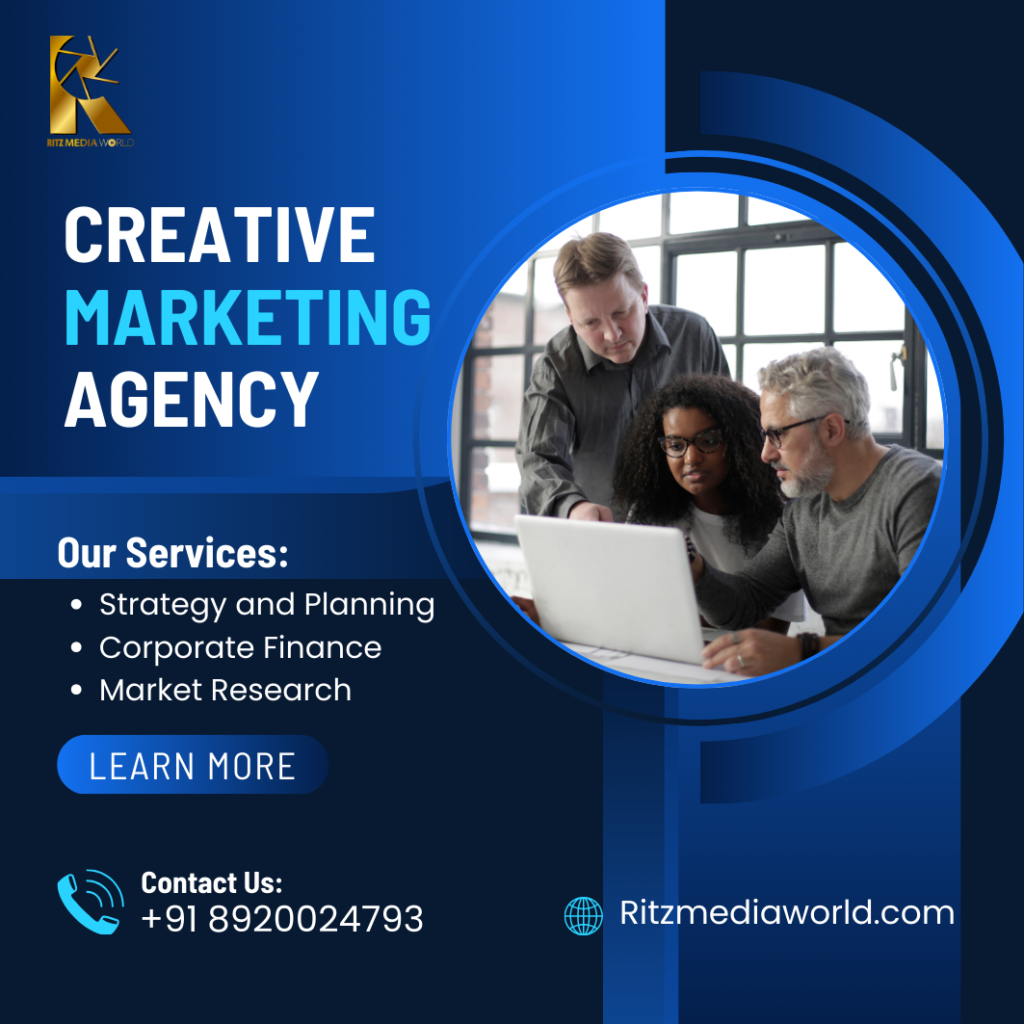 RITZ MEDIA WORLD
CREATIVE
MARKETING
AGENCY
Our Services:
• Strategy and Planning
• Corporate Finance
• Market Research
LEARN MORE
Contact Us:
+91 8920024793
Ritzmediaworld.com